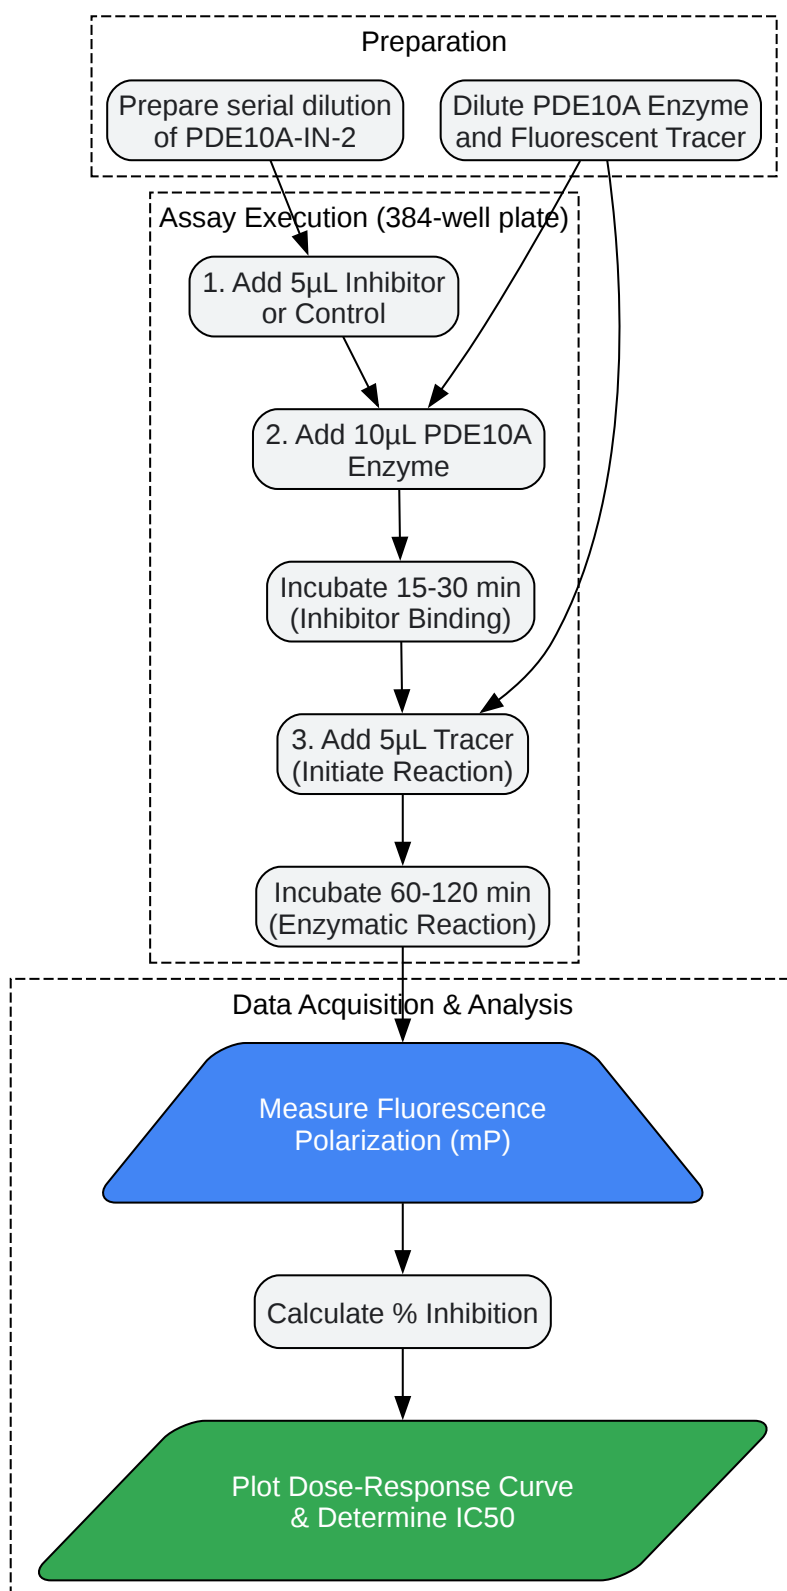 Preparation
Prepare serial dilution
of PDE10A-IN-2
Dilute PDE10A Enzyme
and Fluorescent Tracer
Assay Execution (384-well plate)
1. Add 5µL Inhibitor
or Control
2. Add 10µL PDE10A
Enzyme
Incubate 15-30 min
(Inhibitor Binding)
3. Add 5µL Tracer
(Initiate Reaction)
Incubate 60-120 min
(Enzymatic Reaction)
Data Acquisition & Analysis
Measure Fluorescence
Polarization (mP)
Calculate % Inhibition
Plot Dose-Response Curve
& Determine IC50